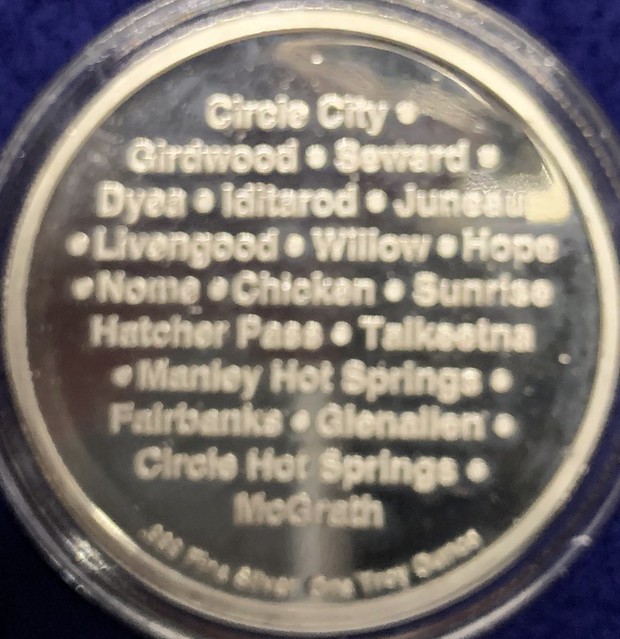 Circle City •
Girdwood • Seward •
Dyea • Iditarod • Juneau
• Livengood • Willow • Hope
• Nome • Chicken • Sunrise
Hatcher Pass • Talkeetna
• Manley Hot Springs •
Fairbanks • Glenallen •
Circle Hot Springs •
McGrath
.999 Fine Silver One Troy Ounce